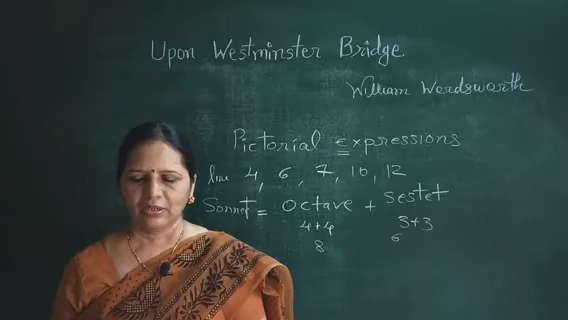 Upon Westminster Bridge.
William Wordsworth
Pictorial expressions
line 4, 6, 7, 10, 12
Sonnet = Octave + Sestet
4+4 3+3
8 6